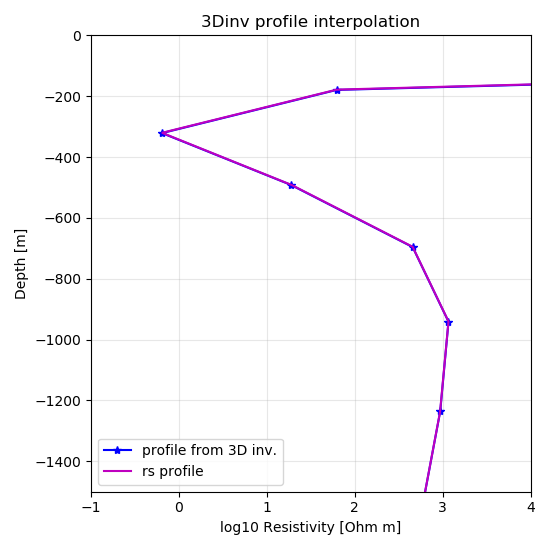 3Dinv profile interpolation
0
−200
−400
−600
−800
−1000
−1200
−1400
Depth [m]
profile from 3D inv.
rs profile
−1
0
1
2
3
4
log10 Resistivity [Ohm m]